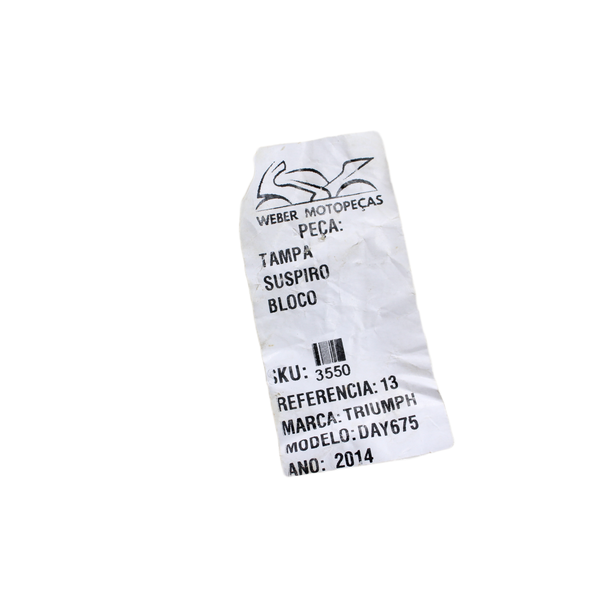 WEBER MOTOPEÇAS
PEÇA:
TAMPA
SUSPIRO
BLOCO
SKU: 3550
REFERENCIA: 13
MARCA: TRIUMPH
MODELO: DAY675
ANO: 2014